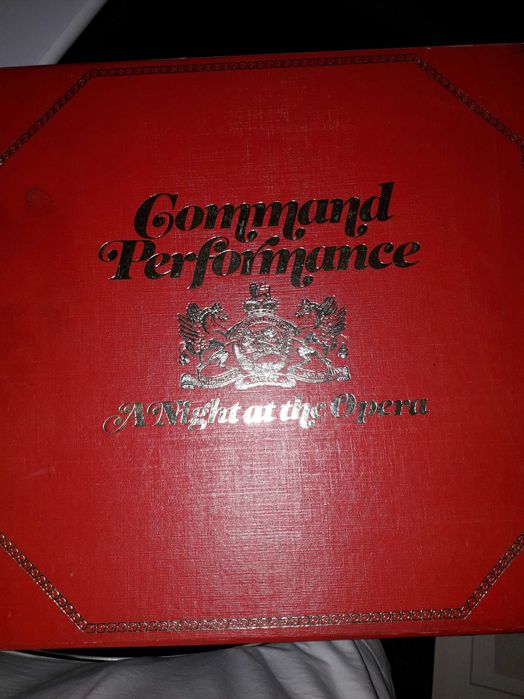 Command
Performance
A Night at the Opera